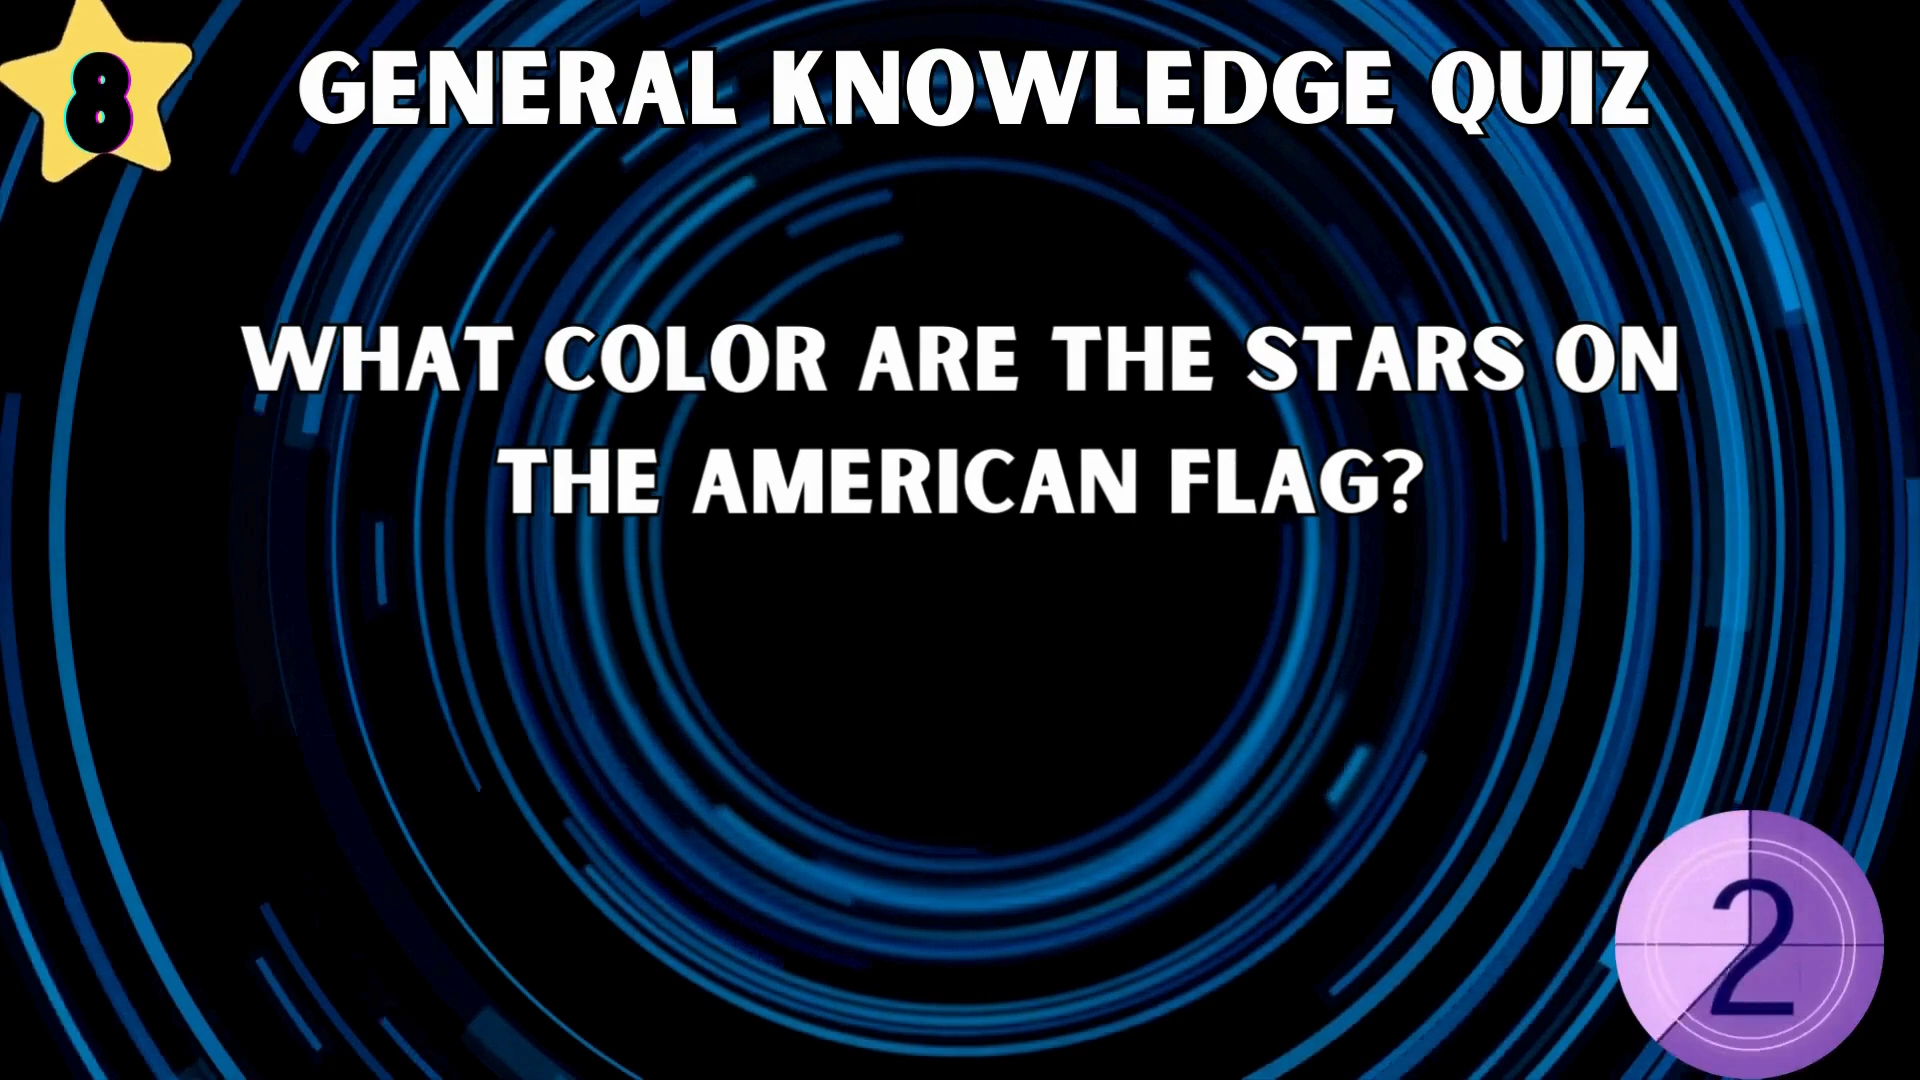 8
GENERAL KNOWLEDGE QUIZ
WHAT COLOR ARE THE STARS ON
THE AMERICAN FLAG?
2